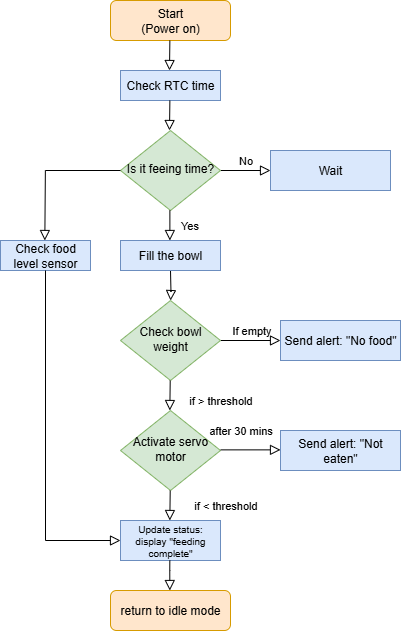 Start
(Power on)
Check RTC time
Is it feeing time?
No
Wait
Yes
Check food
level sensor
Fill the bowl
Check bowl
weight
If empty
Send alert: "No food"
if > threshold
Activate servo
motor
after 30 mins
Send alert: "Not
eaten"
if < threshold
Update status:
display "feeding
complete"
return to idle mode